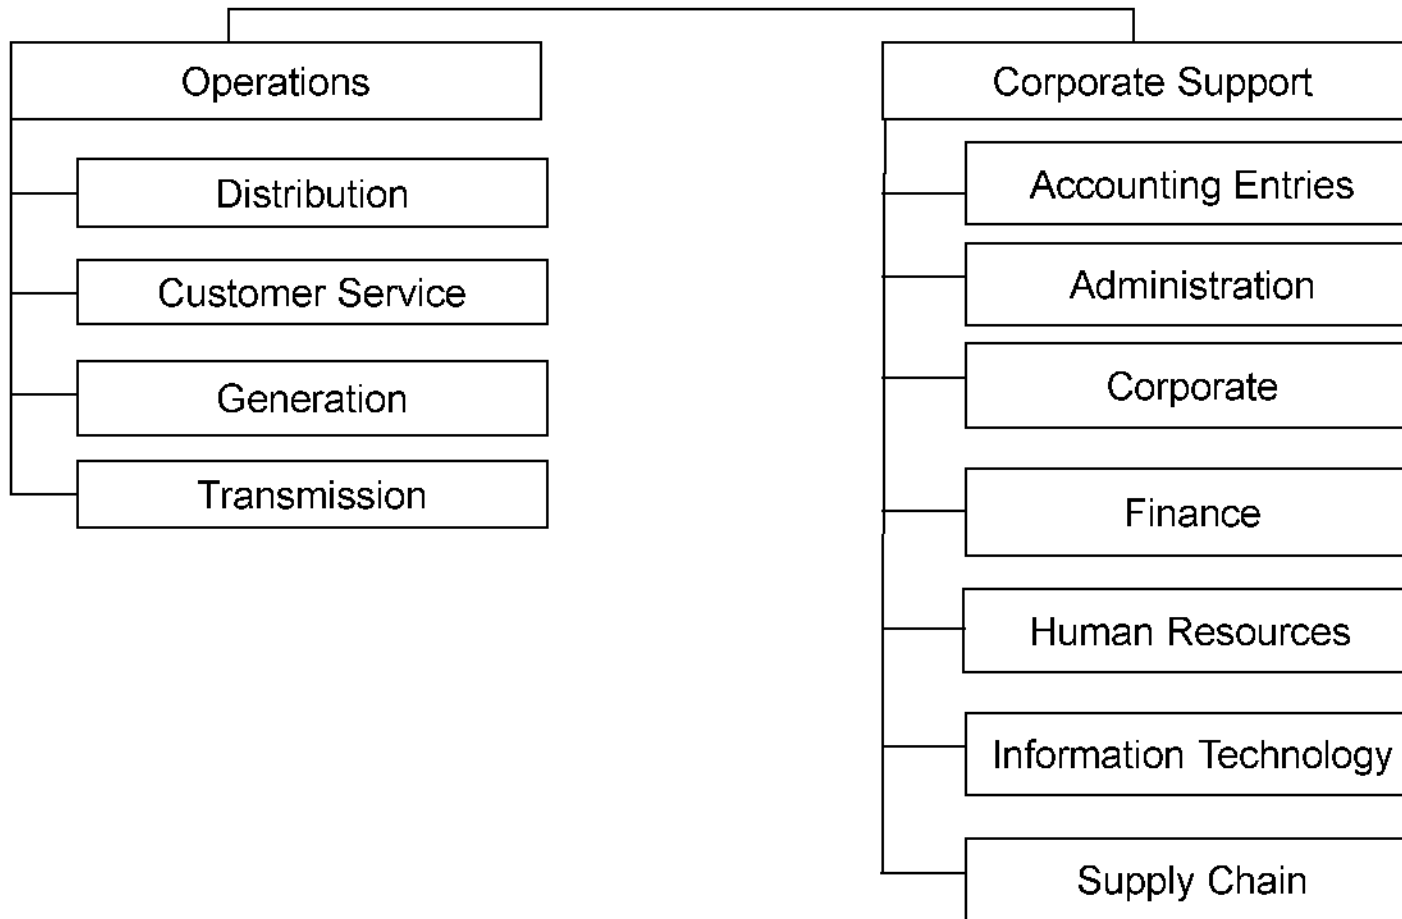 Operations
Distribution
Customer Service
Generation
Transmission
Corporate Support
Accounting Entries
Administration
Corporate
Finance
Human Resources
Information Technology
Supply Chain